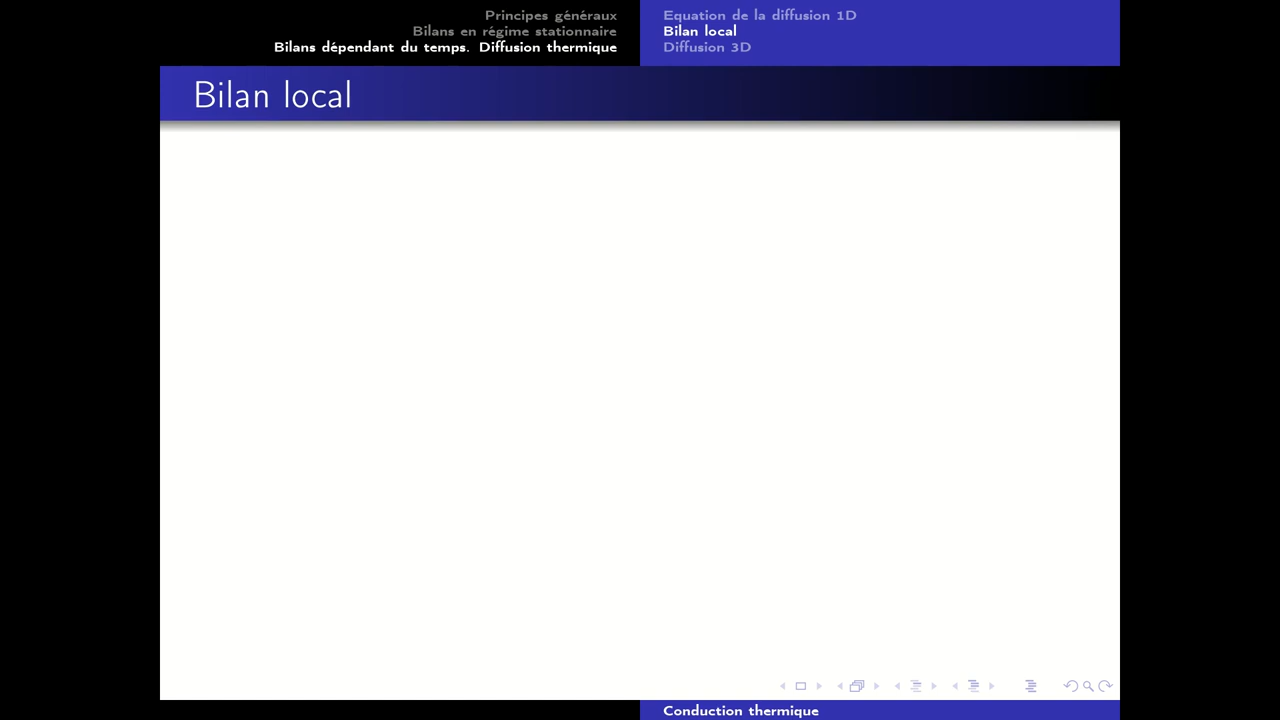 Principes généraux
Bilans en régime stationnaire
Bilans dépendant du temps. Diffusion thermique
Equation de la diffusion 1D
Bilan local
Diffusion 3D
Bilan local
Conduction thermique